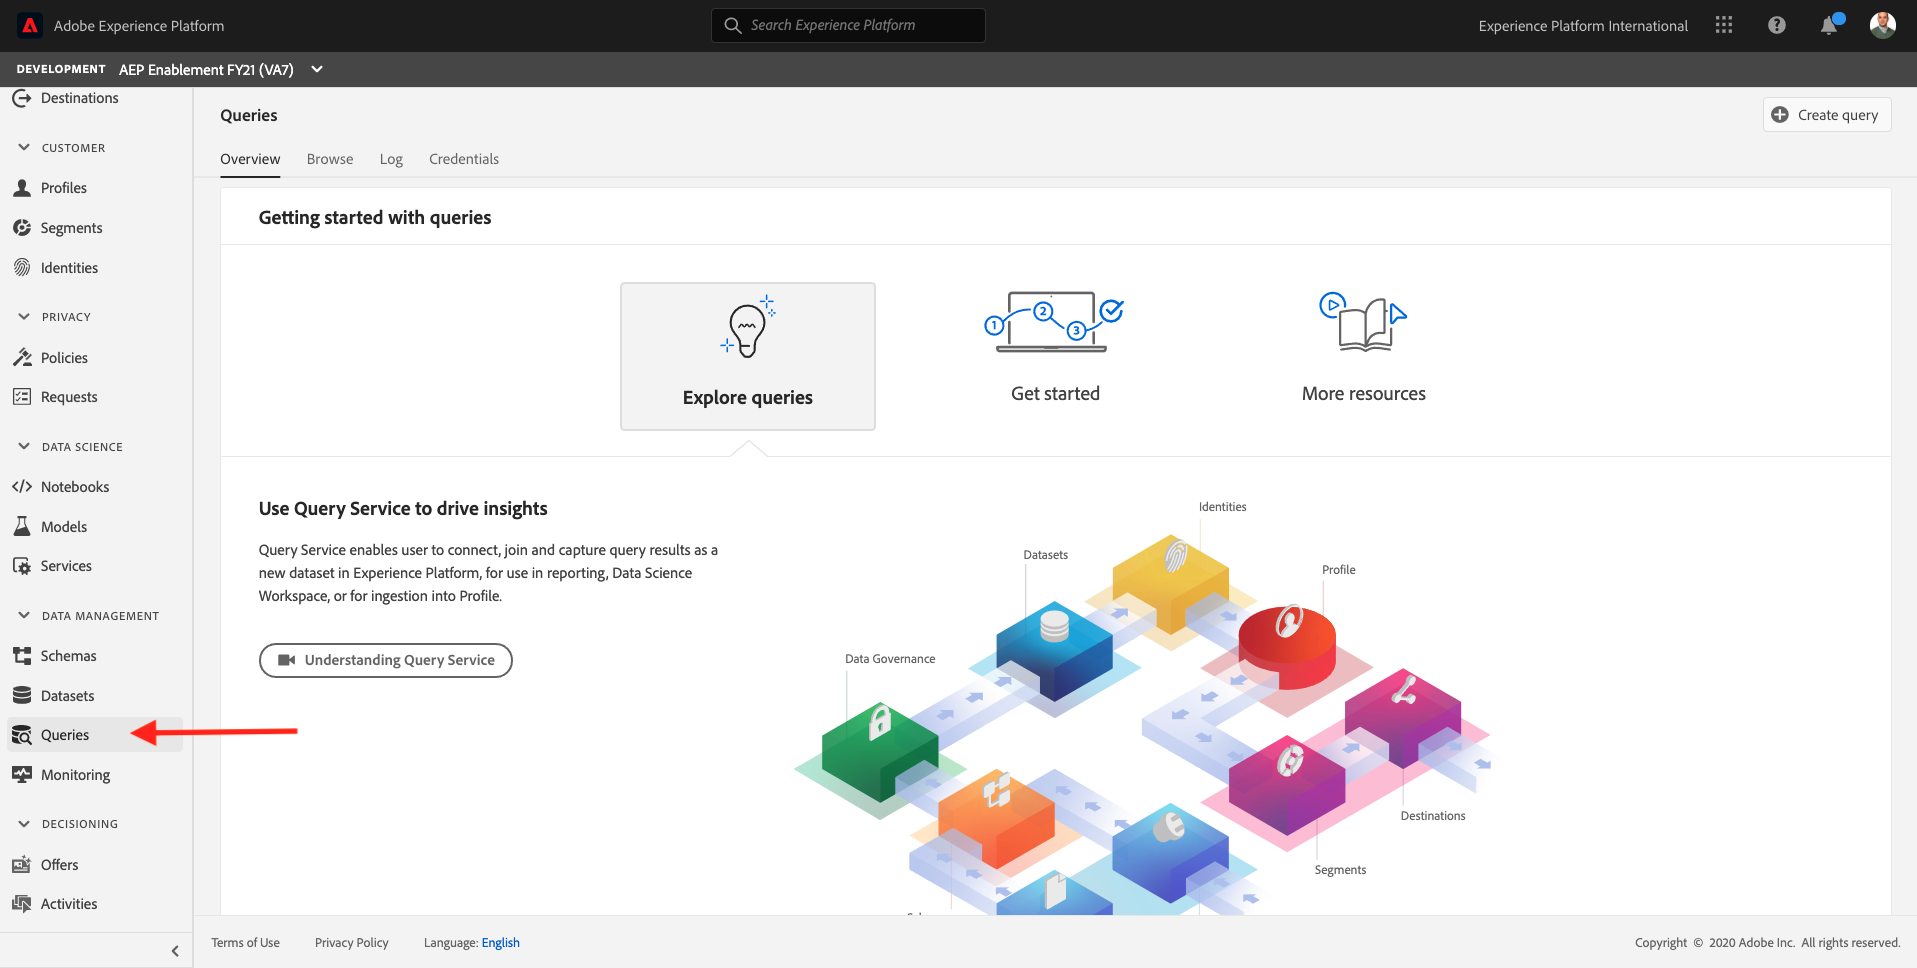 Adobe Experience Platform
Search Experience Platform
Experience Platform International
DEVELOPMENT AEP Enablement FY21 (VA7)
Destinations
CUSTOMER
Profiles
Segments
Identities
PRIVACY
Policies
Requests
DATA SCIENCE
Notebooks
Models
Services
DATA MANAGEMENT
Schemas
Datasets
Queries
Monitoring
DECISIONING
Offers
Activities
Queries
Create query
Overview Browse Log Credentials
Getting started with queries
1 2 3
Explore queries
Get started
More resources
Use Query Service to drive insights
Query Service enables user to connect, join and capture query results as a
new dataset in Experience Platform, for use in reporting, Data Science
Workspace, or for ingestion into Profile.
Understanding Query Service
Identities
Datasets
Profile
Data Governance
Destinations
Segments
Terms of Use Privacy Policy Language: English
Copyright © 2020 Adobe Inc. All rights reserved.